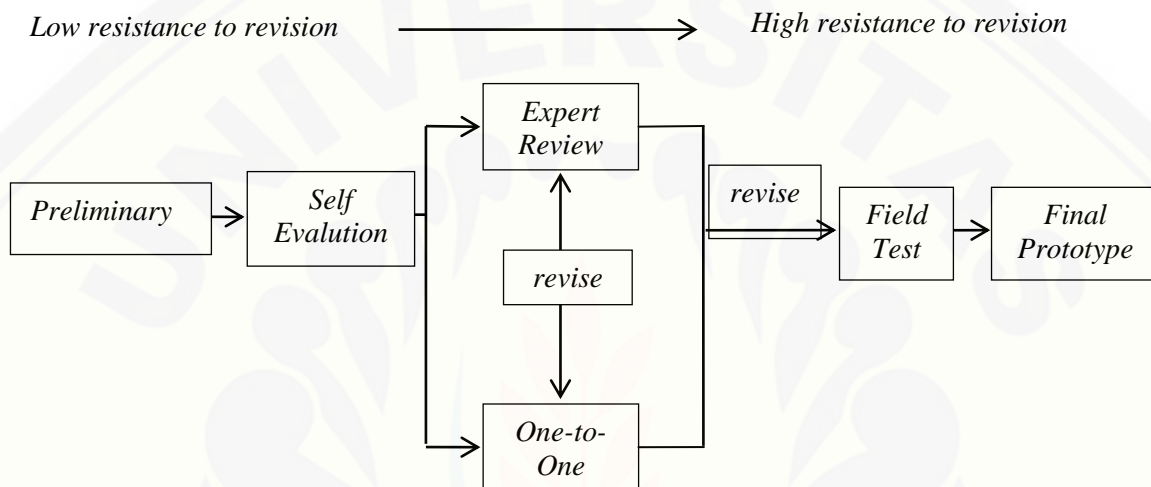 Low resistance to revision
High resistance to revision
Expert
Review
Preliminary
Self
Evalution
revise
revise
Field
Test
Final
Prototype
One-to-
One
UNIVERSITAS